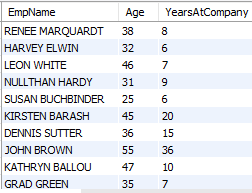 EmpName Age YearsAtCompany
RENEE MARQUARDT 38 8
HARVEY ELWIN 32 6
LEON WHITE 46 7
NULLTHAN HARDY 31 9
SUSAN BUCHBINDER 25 6
KIRSTEN BARASH 45 20
DENNIS SUTTER 36 15
JOHN BROWN 55 36
KATHRYN BALLOU 47 10
GRAD GREEN 35 7